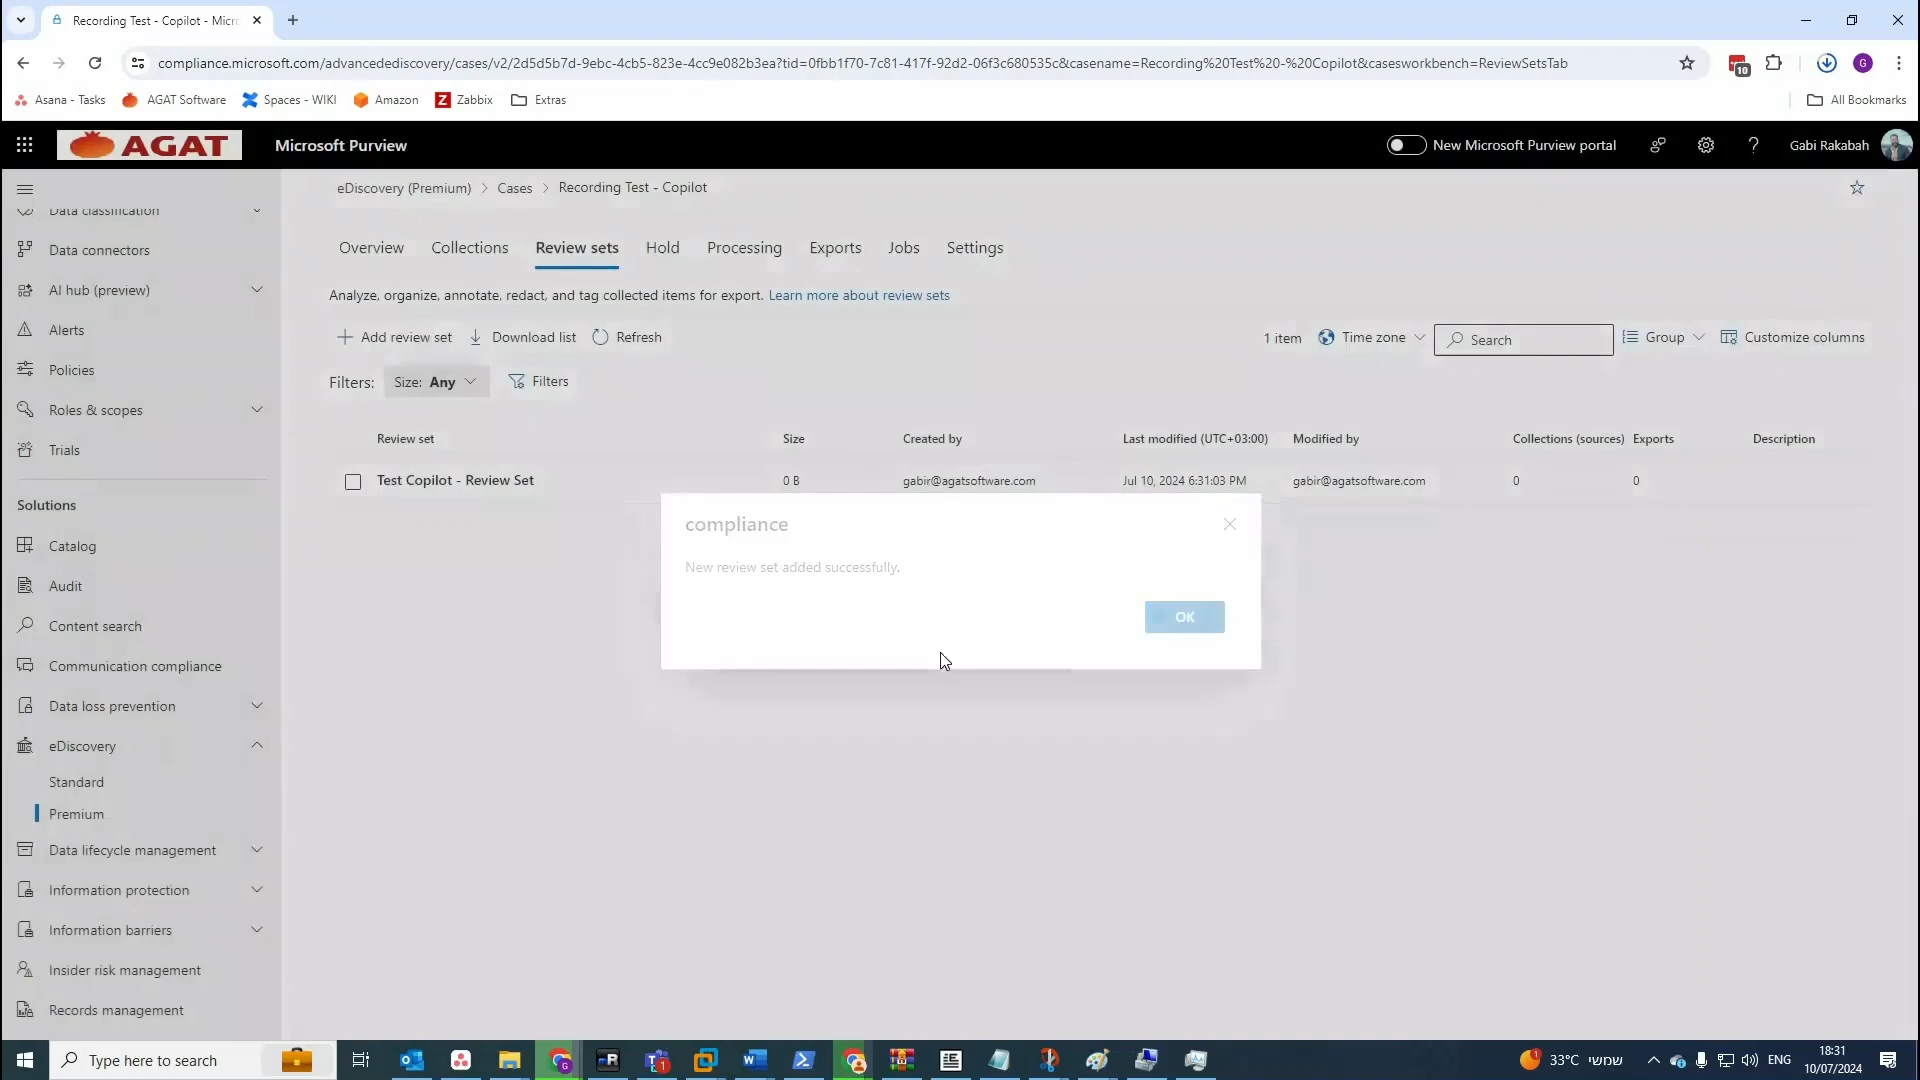 Recording Test - Copilot - Micr
compliance.microsoft.com/advancedediscovery/cases/v2/2d5d5b7d-9ebc-4cb5-823e-4cc9e082b3ea?tid=0fbb1f70-7c81-417f-92d2-06f3c680535c&casename=Recording%20Test%20-%20Copilot&casesworkbench=ReviewSetsTab
10
G
Asana - Tasks
AGAT Software
Spaces - WIKI
Amazon
Z Zabbix
Extras
All Bookmarks
AGAT
Microsoft Purview
New Microsoft Purview portal
?
Gabi Rakabah
eDiscovery (Premium) > Cases > Recording Test - Copilot
Data classification
Data connectors
AI hub (preview)
Alerts
Policies
Roles & scopes
Trials
Solutions
Catalog
Audit
Content search
Communication compliance
Data loss prevention
eDiscovery
Standard
Premium
Data lifecycle management
Information protection
Information barriers
Insider risk management
Records management
Overview Collections Review sets Hold Processing Exports Jobs Settings
Analyze, organize, annotate, redact, and tag collected items for export. Learn more about review sets
Add review set Download list Refresh
1 item Time zone Search Group Customize columns
Filters: Size: Any Filters
Review set Size Created by Last modified (UTC+03:00) Modified by Collections (sources) Exports Description
Test Copilot - Review Set 0 B gabir@agatsoftware.com Jul 10, 2024 6:31:03 PM gabir@agatsoftware.com 0 0
compliance
New review set added successfully.
OK
Type here to search
33°C שמשי
ENG
18:31
10/07/2024